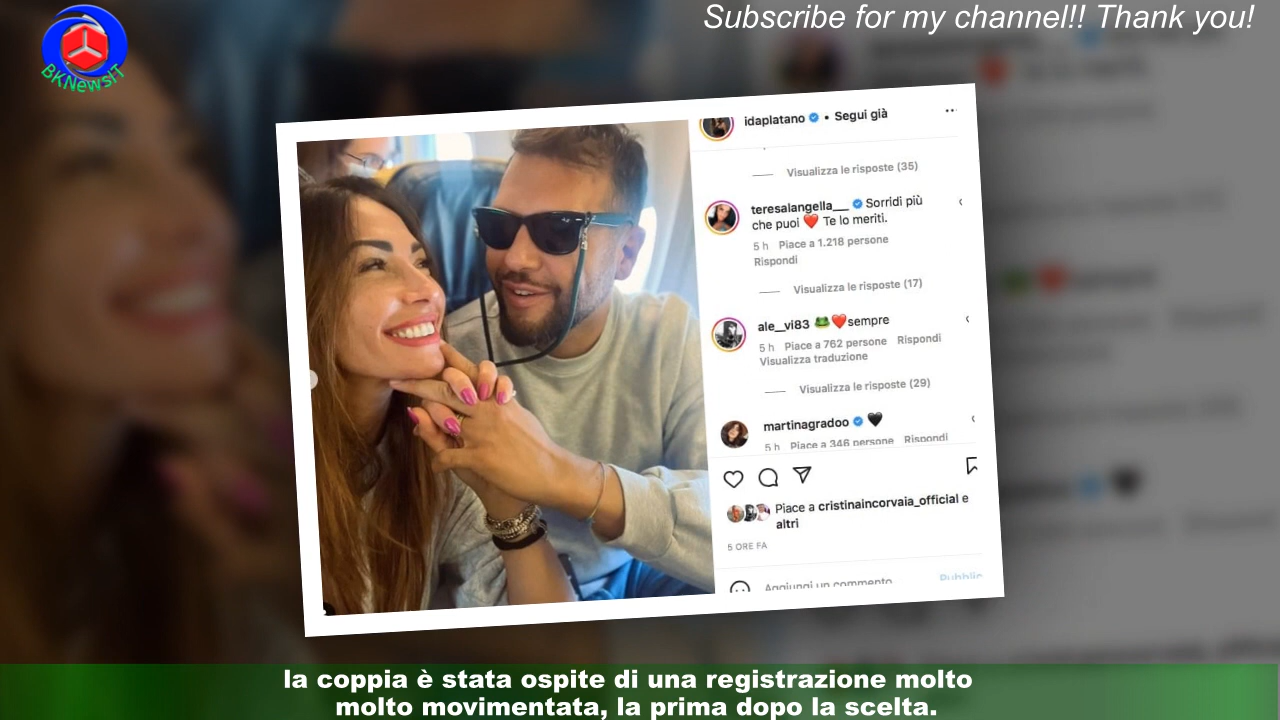 Subscribe for my channel!! Thank you!
BKNewsIT
idaplatano • Segui già
Visualizza le risposte (35)
teresalangella___ Sorridi più
che puoi ❤️ Te lo meriti.
5 h Piace a 1.218 persone
Rispondi
Visualizza le risposte (17)
ale__vi83 🐸❤️sempre
5 h Piace a 762 persone Rispondi
Visualizza traduzione
Visualizza le risposte (29)
martinagradoo 🖤
5 h Piace a 346 persone Rispondi
Piace a cristinaincorvaia_official e
altri
5 ORE FA
Aggiungi un commento
Pubblic
la coppia è stata ospite di una registrazione molto
molto movimentata, la prima dopo la scelta.